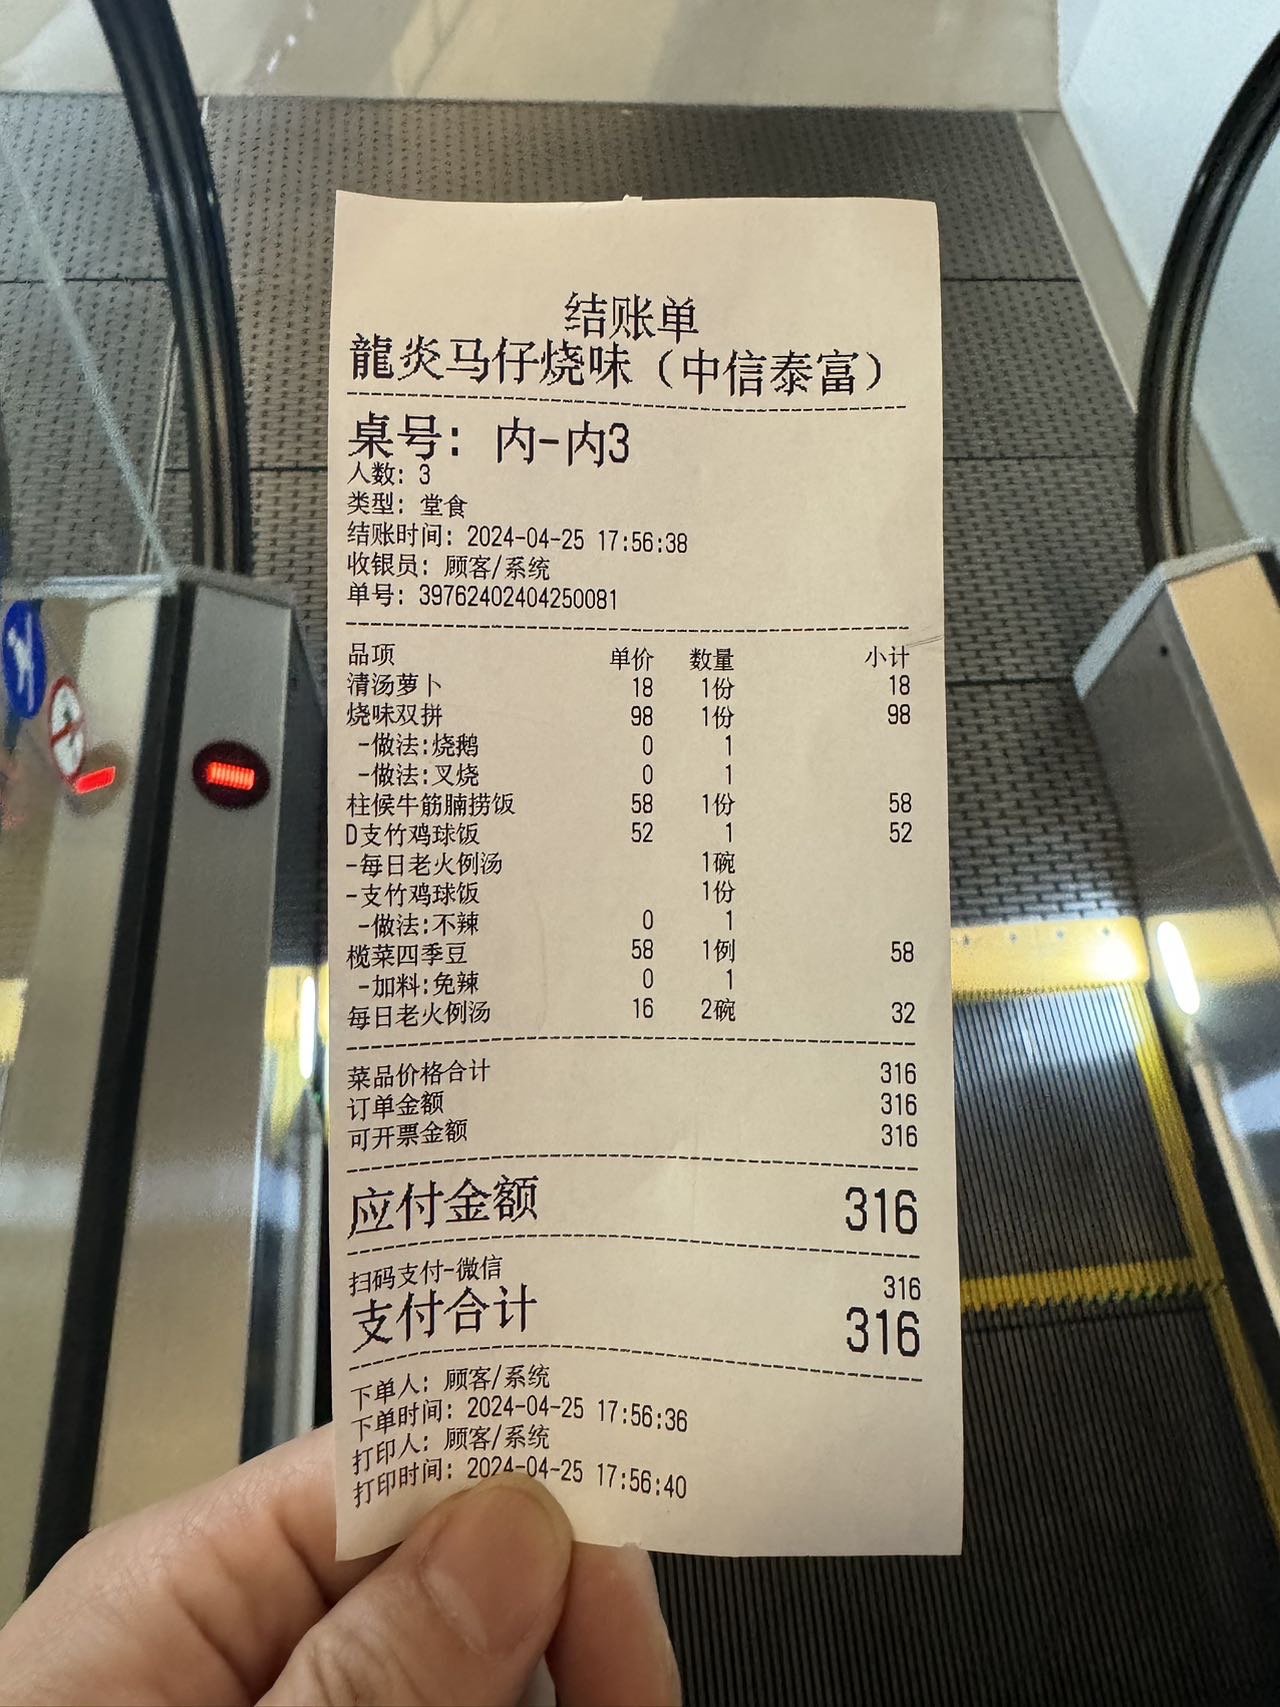 结账单
龍炎马仔烧味（中信泰富）
桌号: 内-内3
人数: 3
类型: 堂食
结账时间: 2024-04-25 17:56:38
收银员: 顾客/系统
单号: 39762402404250081
品项 单价 数量 小计
清汤萝卜 18 1份 18
烧味双拼 98 1份 98
-做法:烧鹅 0 1
-做法:叉烧 0 1
柱候牛筋腩捞饭 58 1份 58
D支竹鸡球饭 52 1 52
-每日老火例汤 1碗
-支竹鸡球饭 1份
-做法:不辣 0 1
榄菜四季豆 58 1例 58
-加料:免辣 0 1
每日老火例汤 16 2碗 32
菜品价格合计 316
订单金额 316
可开票金额 316
应付金额 316
扫码支付-微信 316
支付合计 316
下单人: 顾客/系统
下单时间: 2024-04-25 17:56:36
打印人: 顾客/系统
打印时间: 2024-04-25 17:56:40